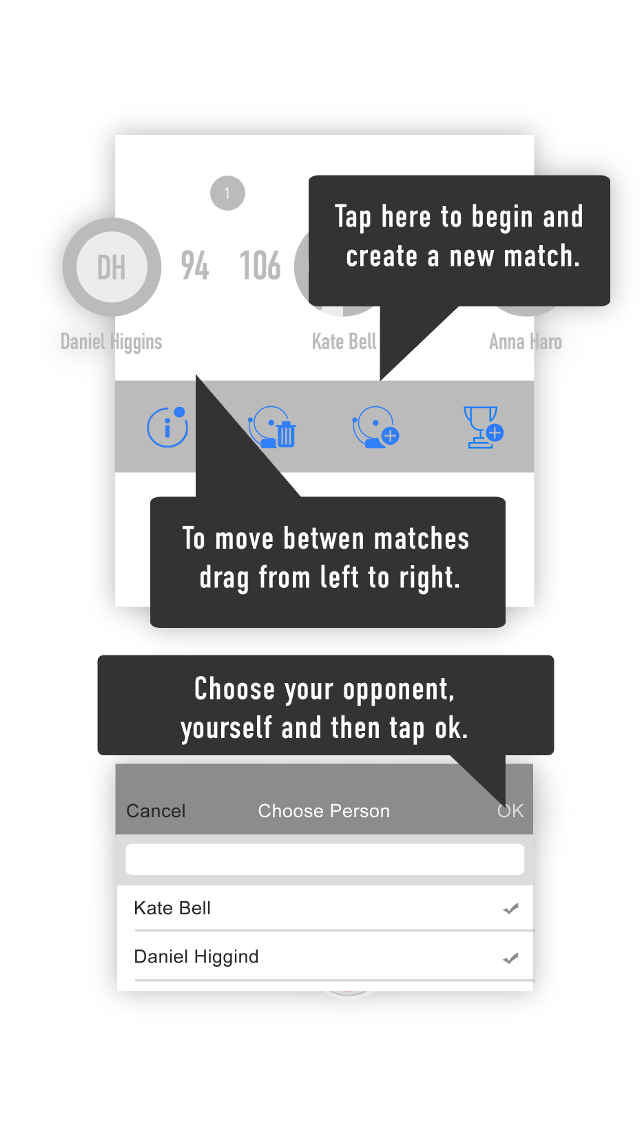 1
Tap here to begin and
create a new match.
DH
94
106
Daniel Higgins
Kate Bell
Anna Haro
To move betwen matches
drag from left to right.
Choose your opponent,
yourself and then tap ok.
Cancel
Choose Person
OK
Kate Bell
Daniel Higgind